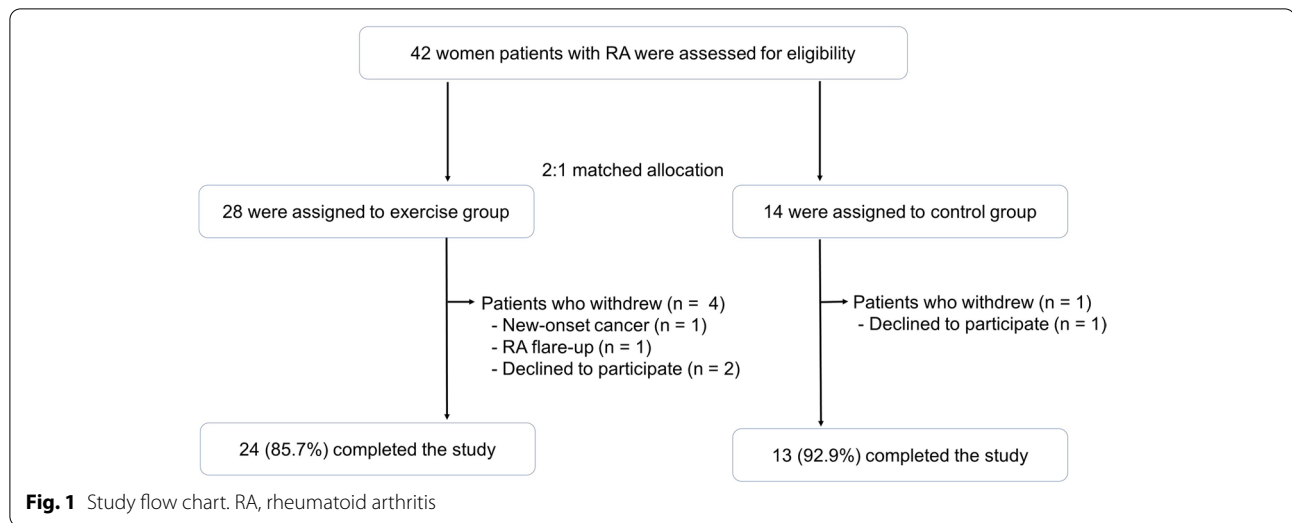 42 women patients with RA were assessed for eligibility
2:1 matched allocation
28 were assigned to exercise group
14 were assigned to control group
Patients who withdrew (n = 4)
- New-onset cancer (n = 1)
- RA flare-up (n = 1)
- Declined to participate (n = 2)
Patients who withdrew (n = 1)
- Declined to participate (n = 1)
24 (85.7%) completed the study
13 (92.9%) completed the study
Fig. 1 Study flow chart. RA, rheumatoid arthritis